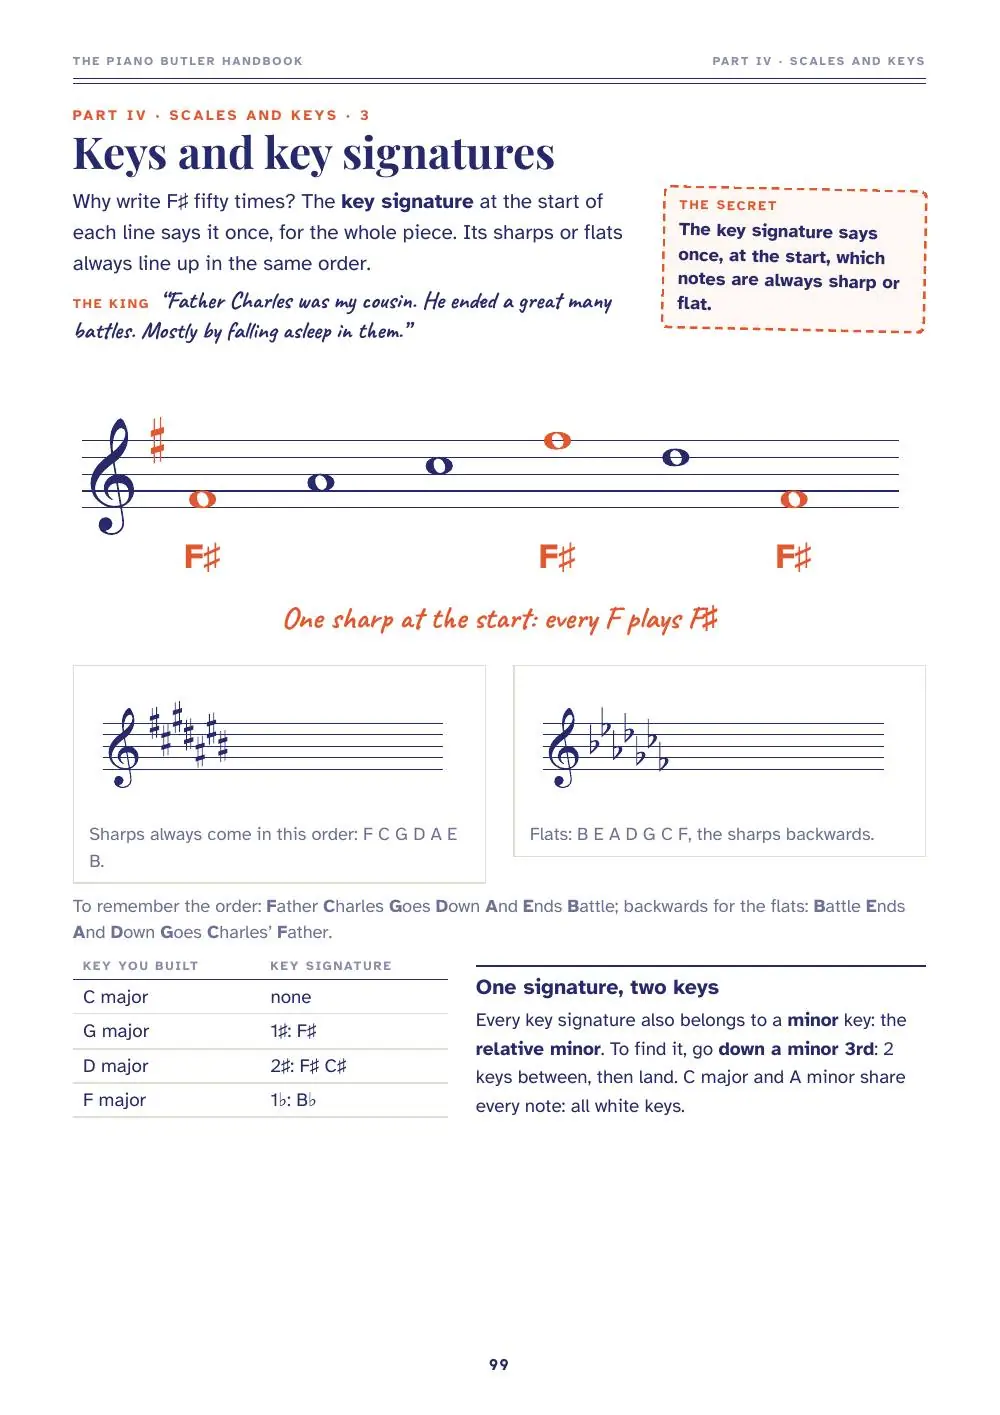 THE PIANO BUTLER HANDBOOK
PART IV · SCALES AND KEYS
PART IV · SCALES AND KEYS · 3
Keys and key signatures
Why write F♯ fifty times? The key signature at the start of
each line says it once, for the whole piece. Its sharps or flats
always line up in the same order.
THE KING “Father Charles was my cousin. He ended a great many
battles. Mostly by falling asleep in them.”
THE SECRET
The key signature says
once, at the start, which
notes are always sharp or
flat.
F♯ F♯ F♯
One sharp at the start: every F plays F♯
Sharps always come in this order: F C G D A E
B.
Flats: B E A D G C F, the sharps backwards.
To remember the order: Father Charles Goes Down And Ends Battle; backwards for the flats: Battle Ends
And Down Goes Charles’ Father.
KEY YOU BUILT KEY SIGNATURE
C major none
G major 1♯: F♯
D major 2♯: F♯ C♯
F major 1♭: B♭
One signature, two keys
Every key signature also belongs to a minor key: the
relative minor. To find it, go down a minor 3rd: 2
keys between, then land. C major and A minor share
every note: all white keys.
99